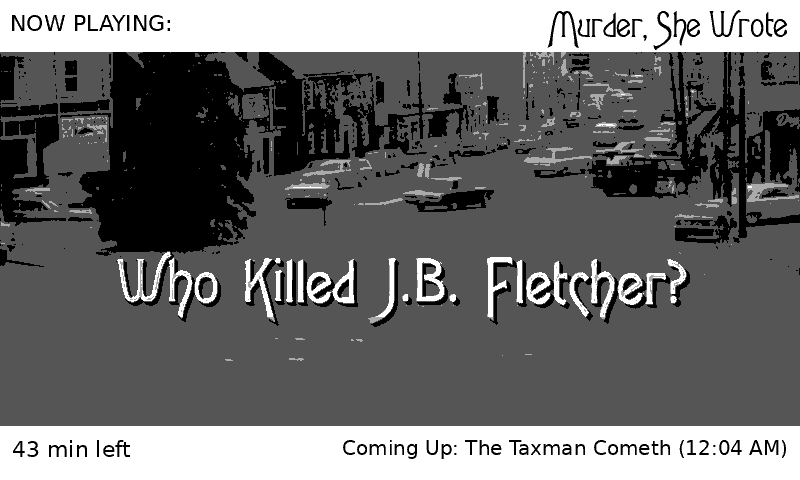 NOW PLAYING:
Murder, She Wrote
Who Killed J.B. Fletcher?
43 min left
Coming Up: The Taxman Cometh (12:04 AM)